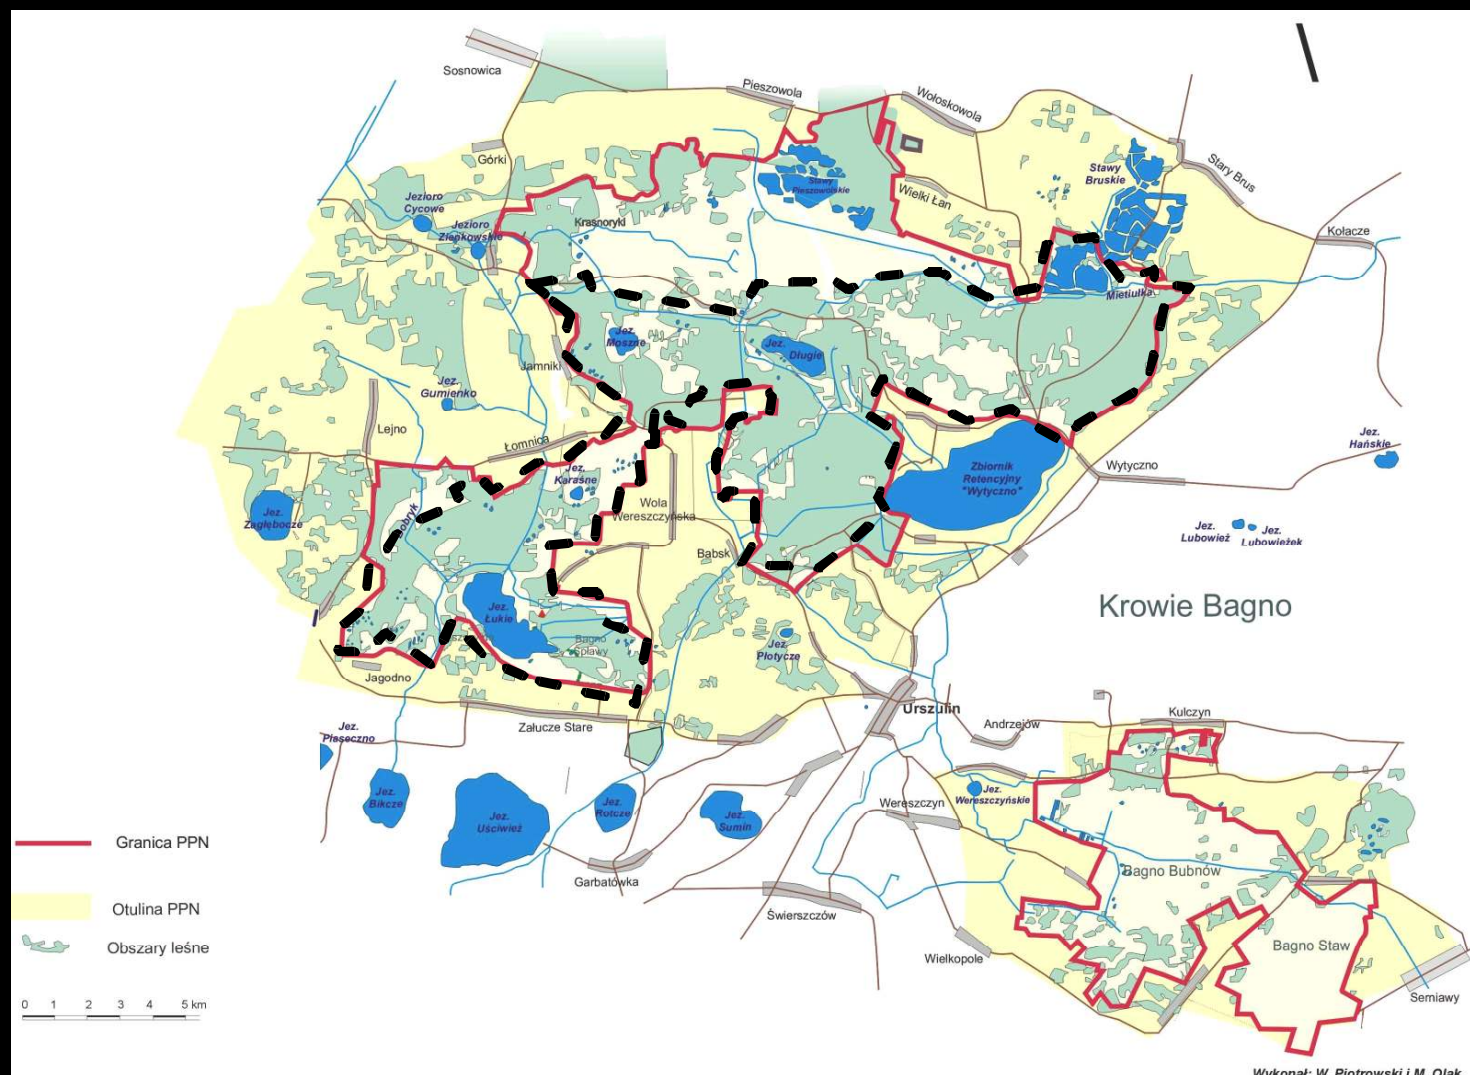 Sosnowica
Pieszowola
Wołoskowola
Górki
Stawy
Bruskie
Stary Brus
Stawy
Pieszowolskie
Wielki Łan
Jezioro
Cycowe
Jezioro
Zienkowskie
Krasnoryki
Kołacze
Mietiułka
Jez.
Moszne
Jez.
Długie
Jamniki
Jez.
Gumienko
Lejno
Łomnica
Jez.
Hańskie
Jez.
Karaśne
Zbiornik
Retencyjny
"Wytyczno"
Wytyczno
Wola
Wereszczyńska
Jez.
Zagłębocze
Jez.
Lubowież
Jez.
Lubowieżek
Babsk
Jez.
Łukie
Krowie Bagno
Bagno
Spławy
Jez.
Płotycze
Jagodno
Urszulin
Załucze Stare
Andrzejów
Kulczyn
Jez.
Piaseczno
Jez.
Bikcze
Jez.
Uściwież
Jez.
Rotcze
Jez.
Sumin
Wereszczyn
Jez.
Wereszczyńskie
Granica PPN
Bagno Bubnów
Garbatówka
Świerszczów
Otulina PPN
Obszary leśne
Bagno Staw
Wielkopole
Serniawy
0 1 2 3 4 5 km
Wykonał: W. Piotrowski i M. Olak